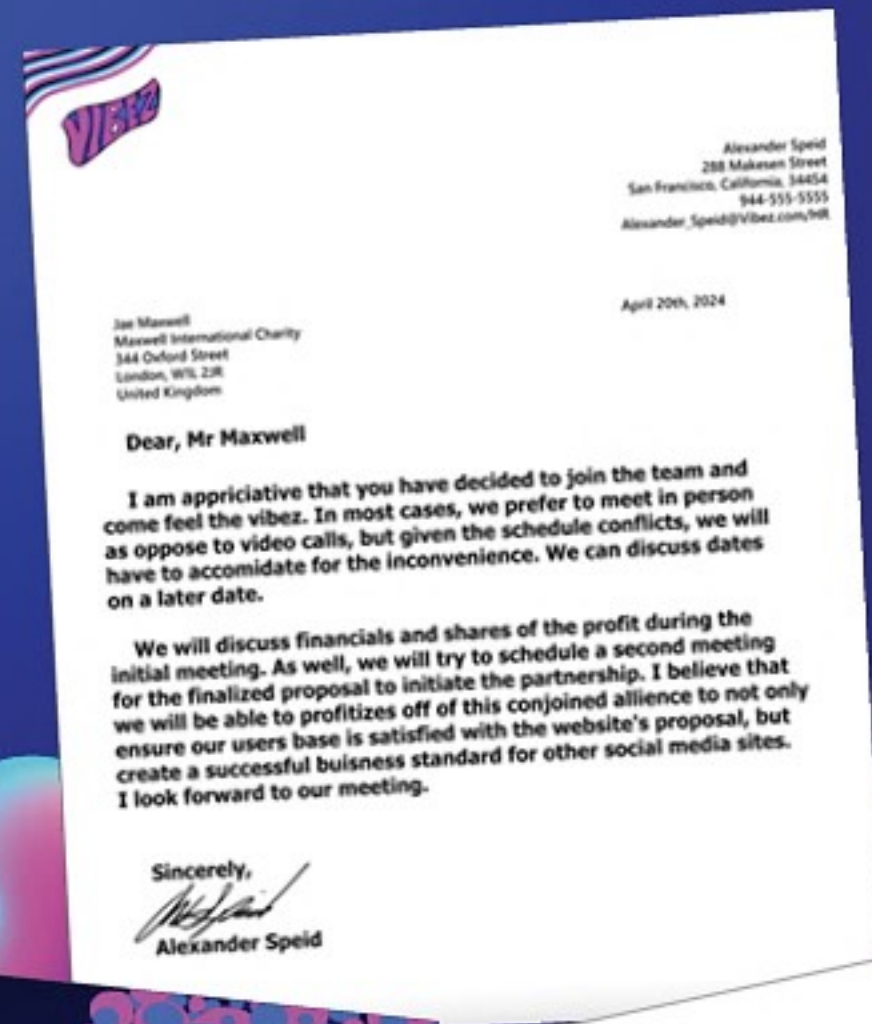 VIBEZ
Alexander Speid
288 Makesen Street
San Francisco, California, 34454
944-555-5555
Alexander_Speid@Vibez.com/HR
April 20th, 2024
Jae Maxwell
Maxwell International Charity
344 Oxford Street
London, W1L 2JR
United Kingdom
Dear, Mr Maxwell
I am appriciative that you have decided to join the team and
come feel the vibez. In most cases, we prefer to meet in person
as oppose to video calls, but given the schedule conflicts, we will
have to accomidate for the inconvenience. We can discuss dates
on a later date.
We will discuss financials and shares of the profit during the
initial meeting. As well, we will try to schedule a second meeting
for the finalized proposal to initiate the partnership. I believe that
we will be able to profitizes off of this conjoined allience to not only
ensure our users base is satisfied with the website's proposal, but
create a successful buisness standard for other social media sites.
I look forward to our meeting.
Sincerely,
Alexander Speid